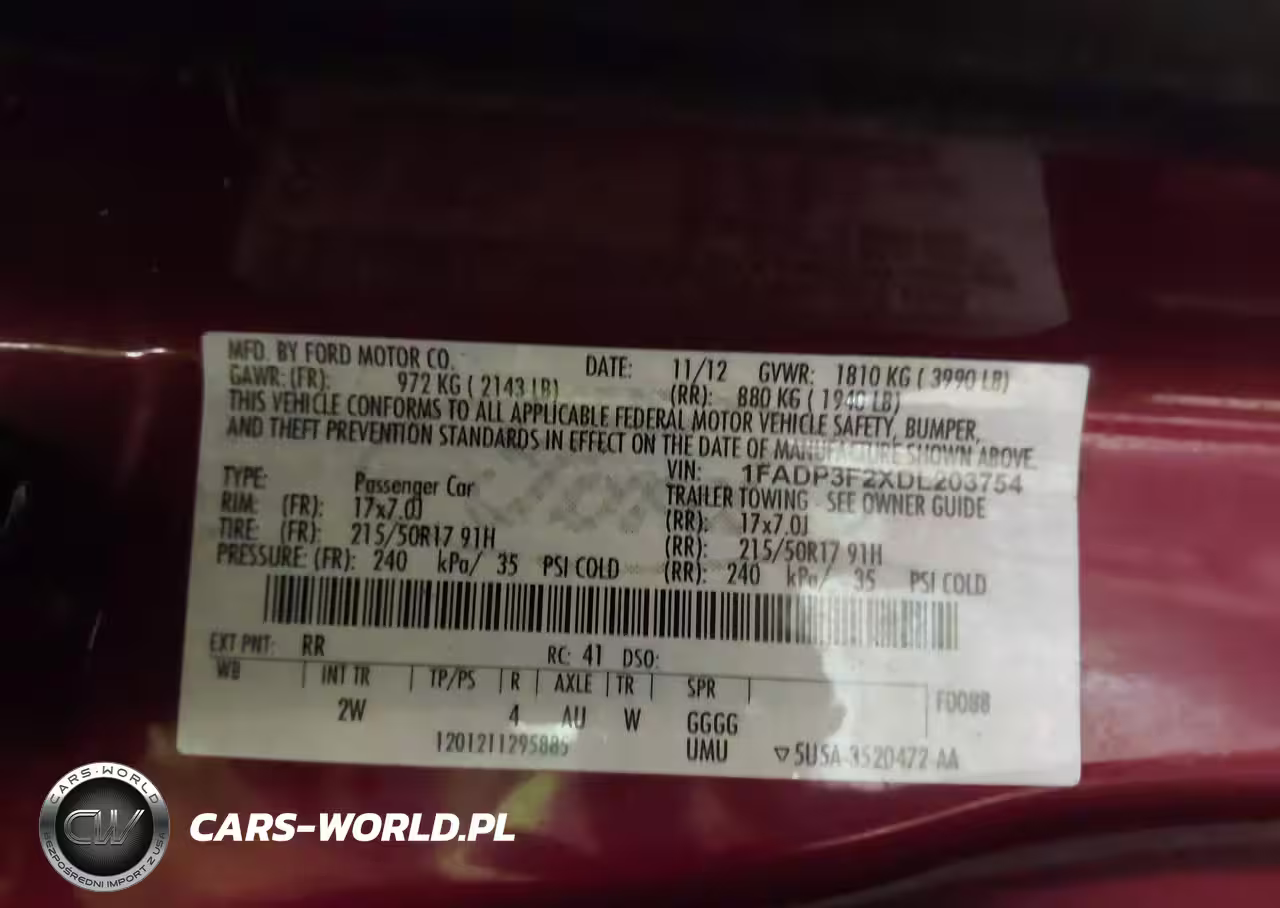 MFD. BY FORD MOTOR CO. DATE: 11/12 GVWR: 1810 KG ( 3990 LB)
GAWR: (FR): 972 KG ( 2143 LB) (RR): 880 KG ( 1940 LB)
THIS VEHICLE CONFORMS TO ALL APPLICABLE FEDERAL MOTOR VEHICLE SAFETY, BUMPER,
AND THEFT PREVENTION STANDARDS IN EFFECT ON THE DATE OF MANUFACTURE SHOWN ABOVE.
VIN: 1FADP3F2XDL203754
TYPE: Passenger Car TRAILER TOWING - SEE OWNER GUIDE
RIM: (FR): 17x7.0J (RR): 17x7.0J
TIRE: (FR): 215/50R17 91H (RR): 215/50R17 91H
PRESSURE: (FR): 240 kPa/ 35 PSI COLD (RR): 240 kPa/ 35 PSI COLD
EXT PNT: RR RC: 41 DSO:
WB INT TR TP/PS R AXLE TR SPR F0088
2W 4 AU W GGGG
1201211295885 UMU ▽5U5A-3520472-AA
CARS-WORLD
CW
BEZPOŚREDNI IMPORT Z USA
CARS-WORLD.PL